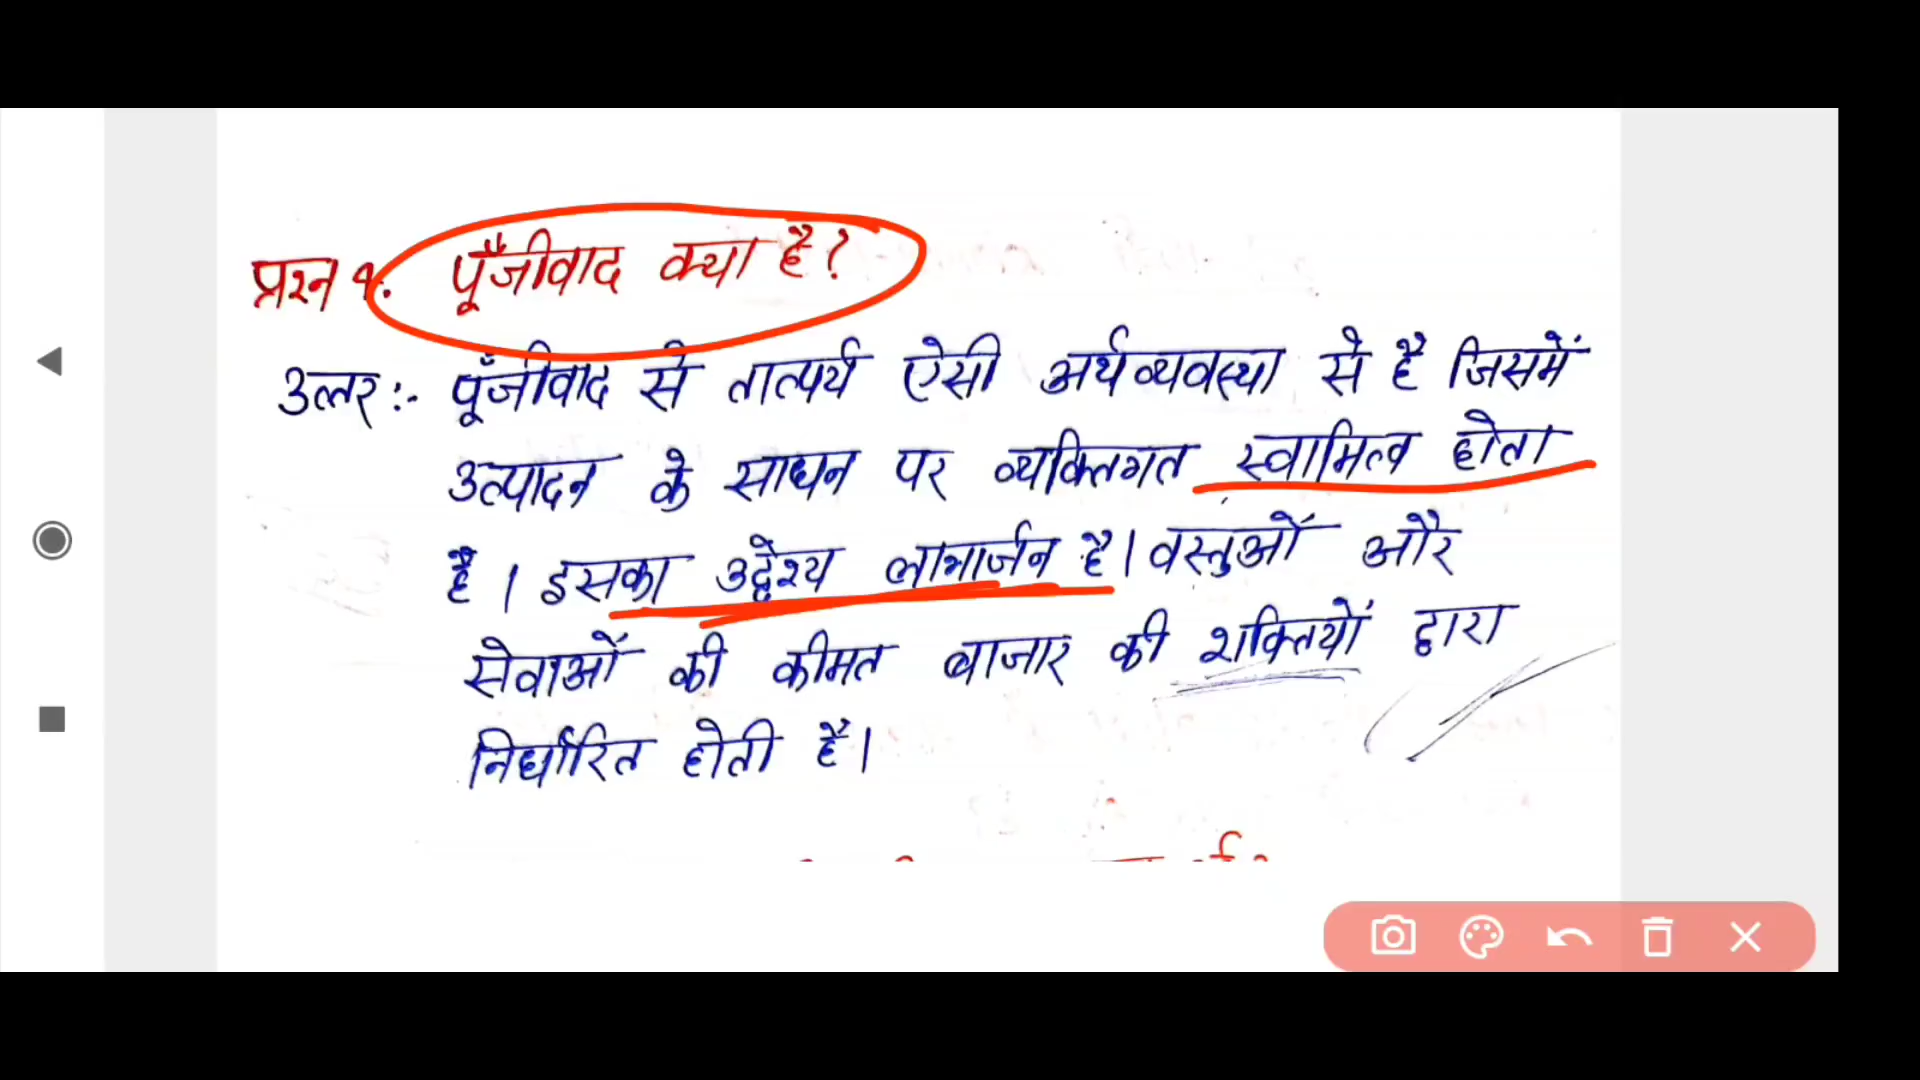 प्रश्न १. पूँजीवाद क्या है?
उत्तर:- पूँजीवाद से तात्पर्य ऐसी अर्थव्यवस्था से है जिसमें
उत्पादन के साधन पर व्यक्तिगत स्वामित्व होता
है। इसका उद्देश्य लाभार्जन है। वस्तुओं और
सेवाओं की कीमत बाजार की शक्तियों द्वारा
निर्धारित होती है।